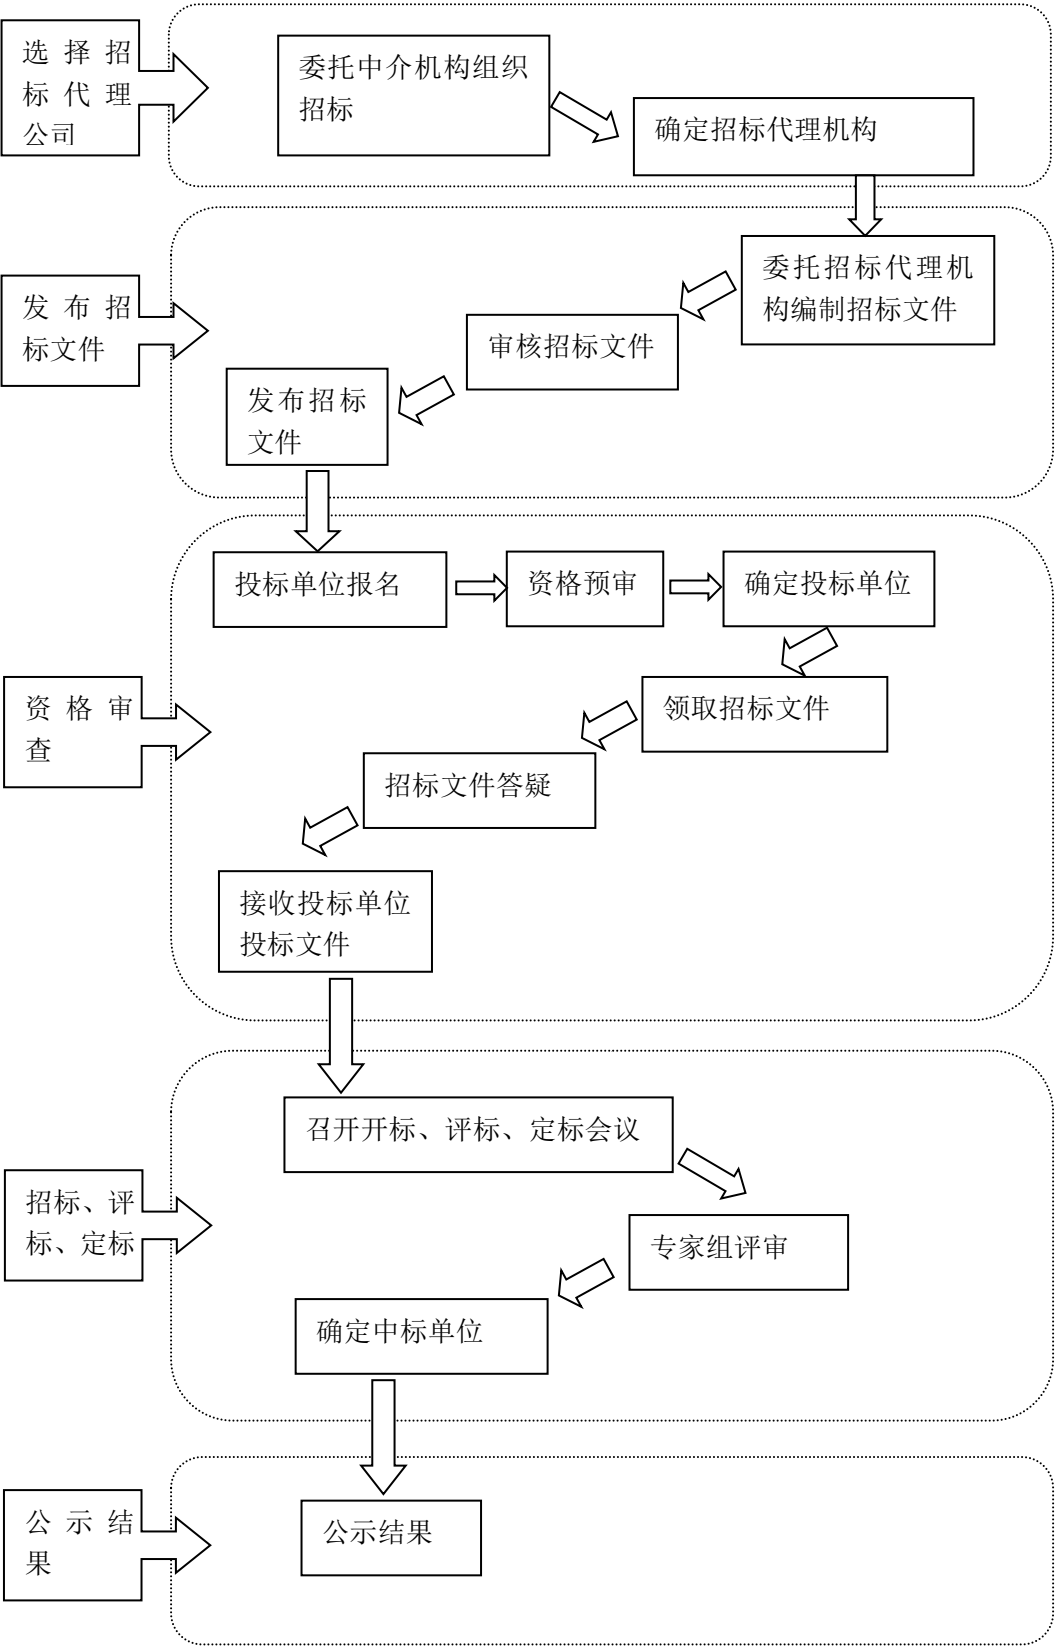 选择招
标代理
公司
委托中介机构组织
招标
确定招标代理机构
发布招
标文件
委托招标代理机
构编制招标文件
审核招标文件
发布招标
文件
资格审
查
投标单位报名
资格预审
确定投标单位
领取招标文件
招标文件答疑
接收投标单位
投标文件
招标、评
标、定标
召开开标、评标、定标会议
专家组评审
确定中标单位
公示结
果
公示结果